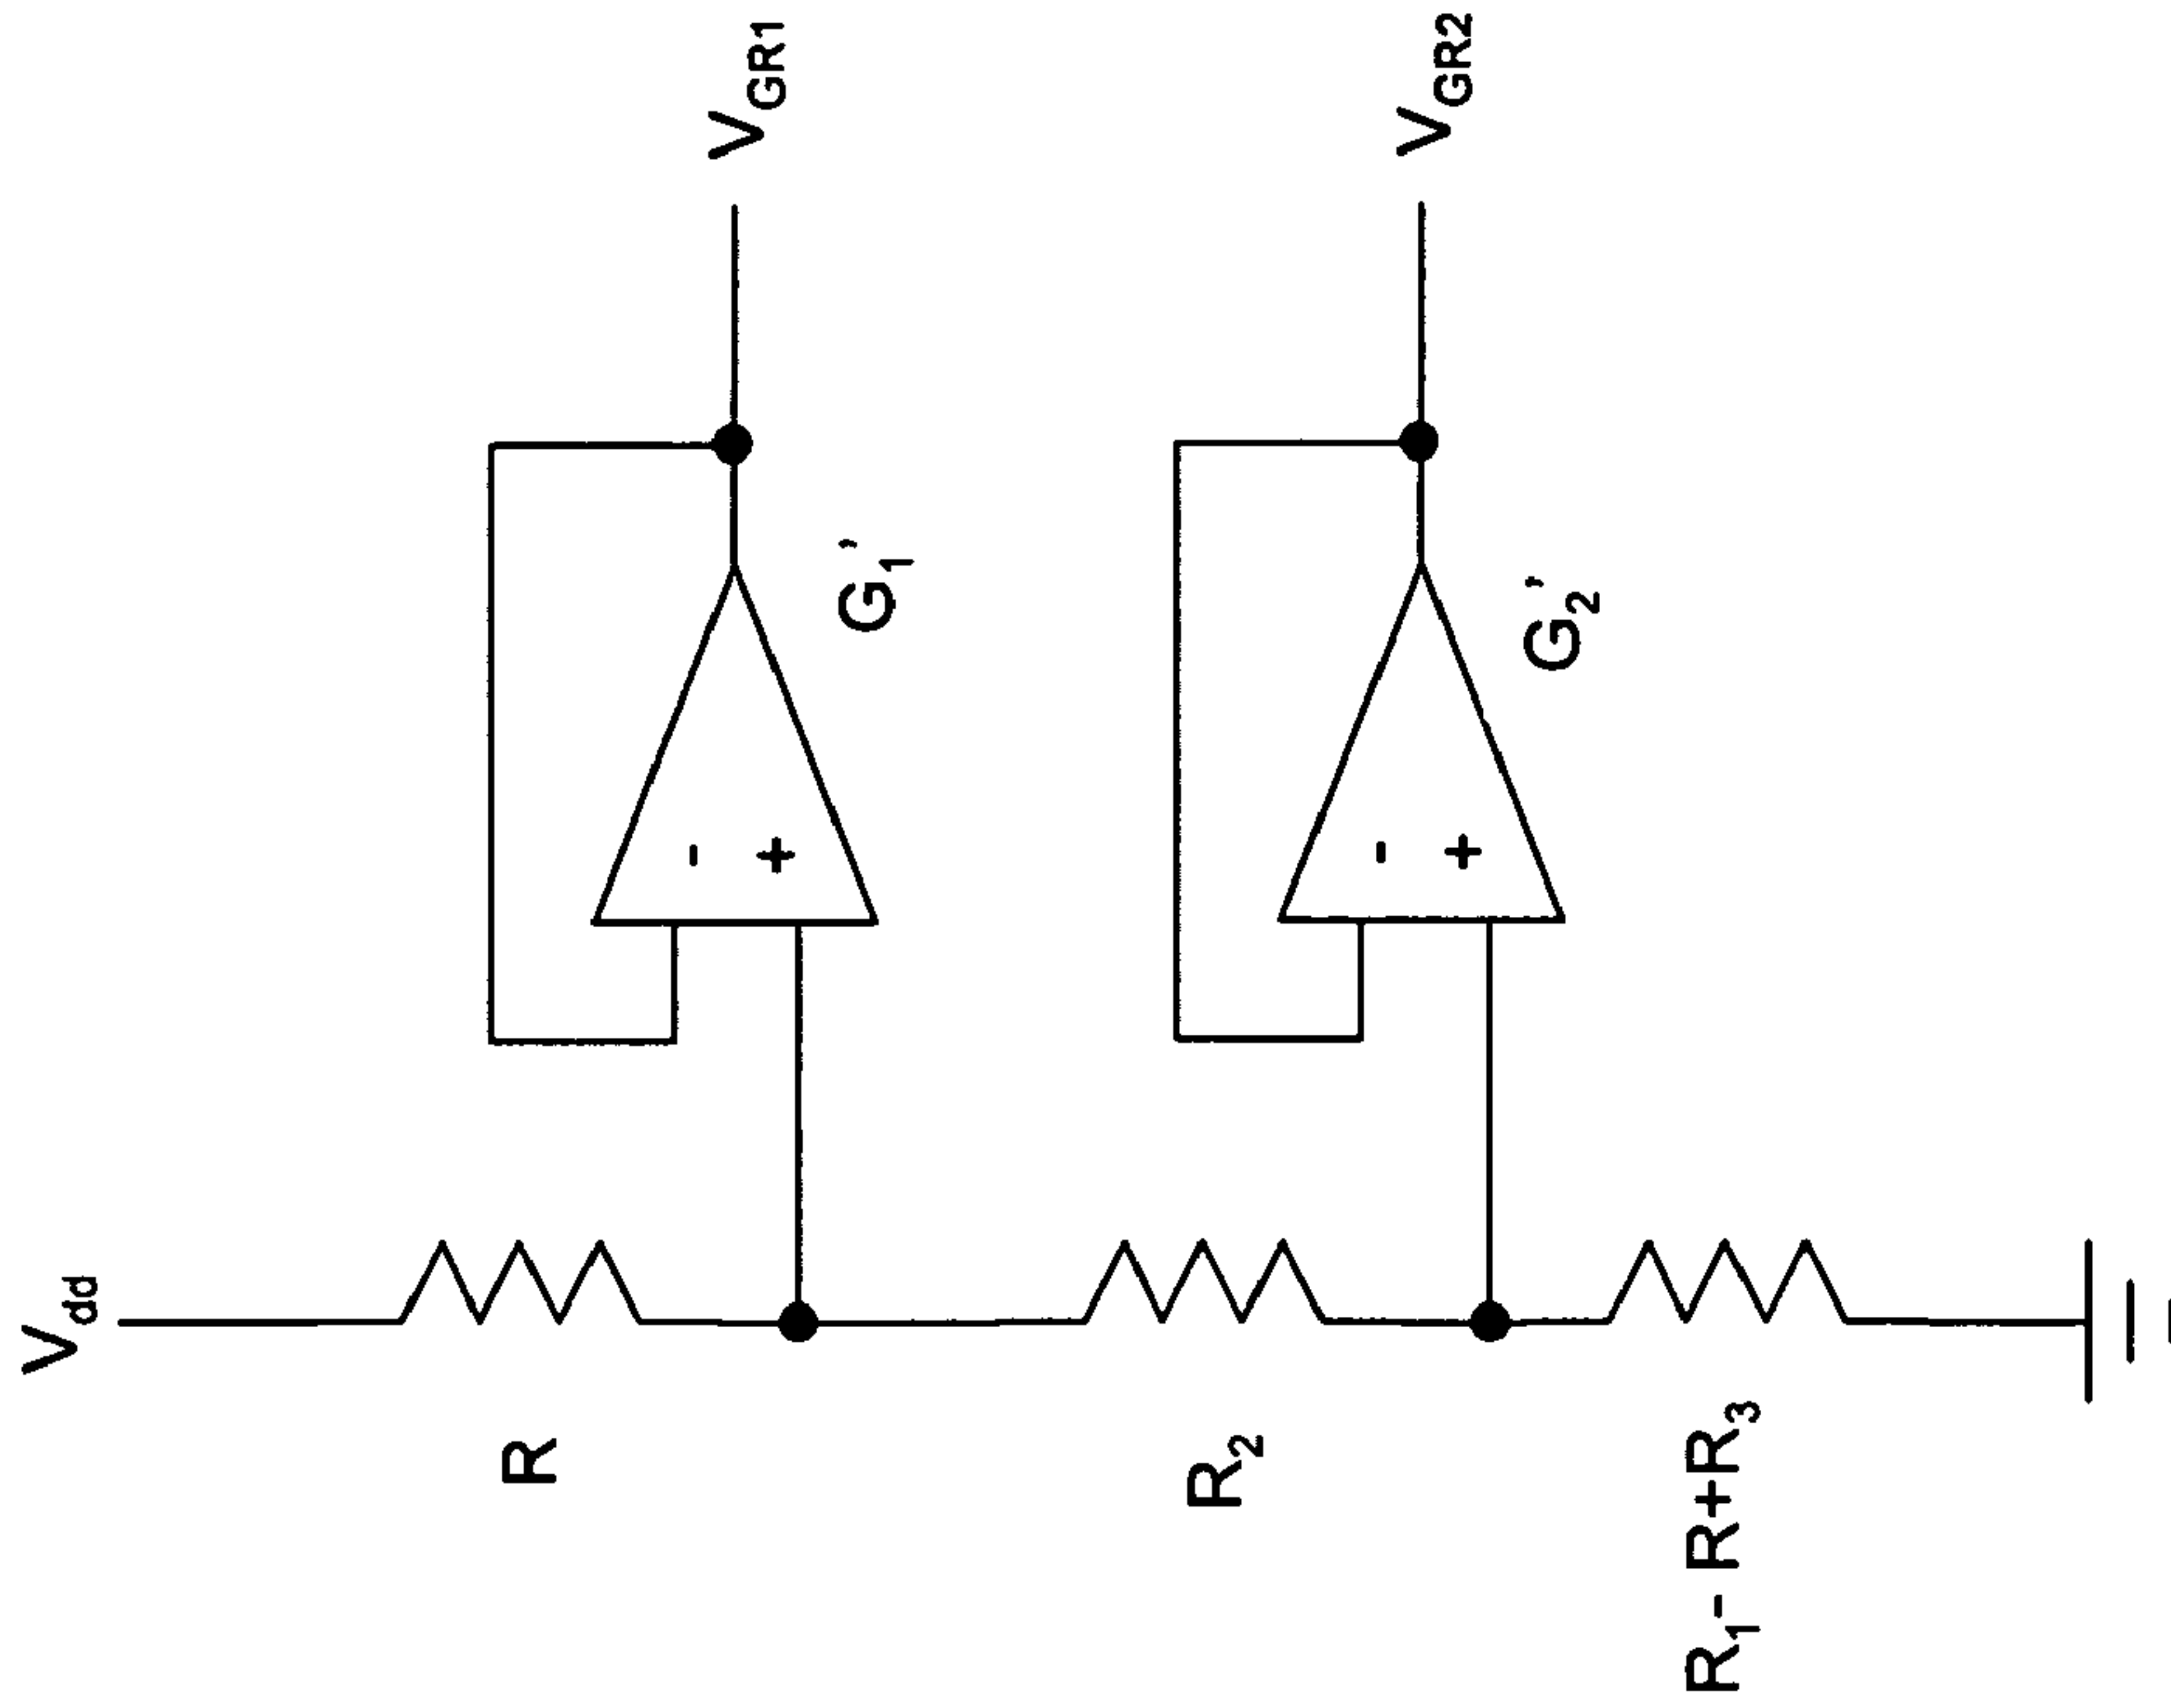 V_dd
R
R_2
R_1- R+R_3
-
+
G_1'
V_GR1
-
+
G_2'
V_GR2